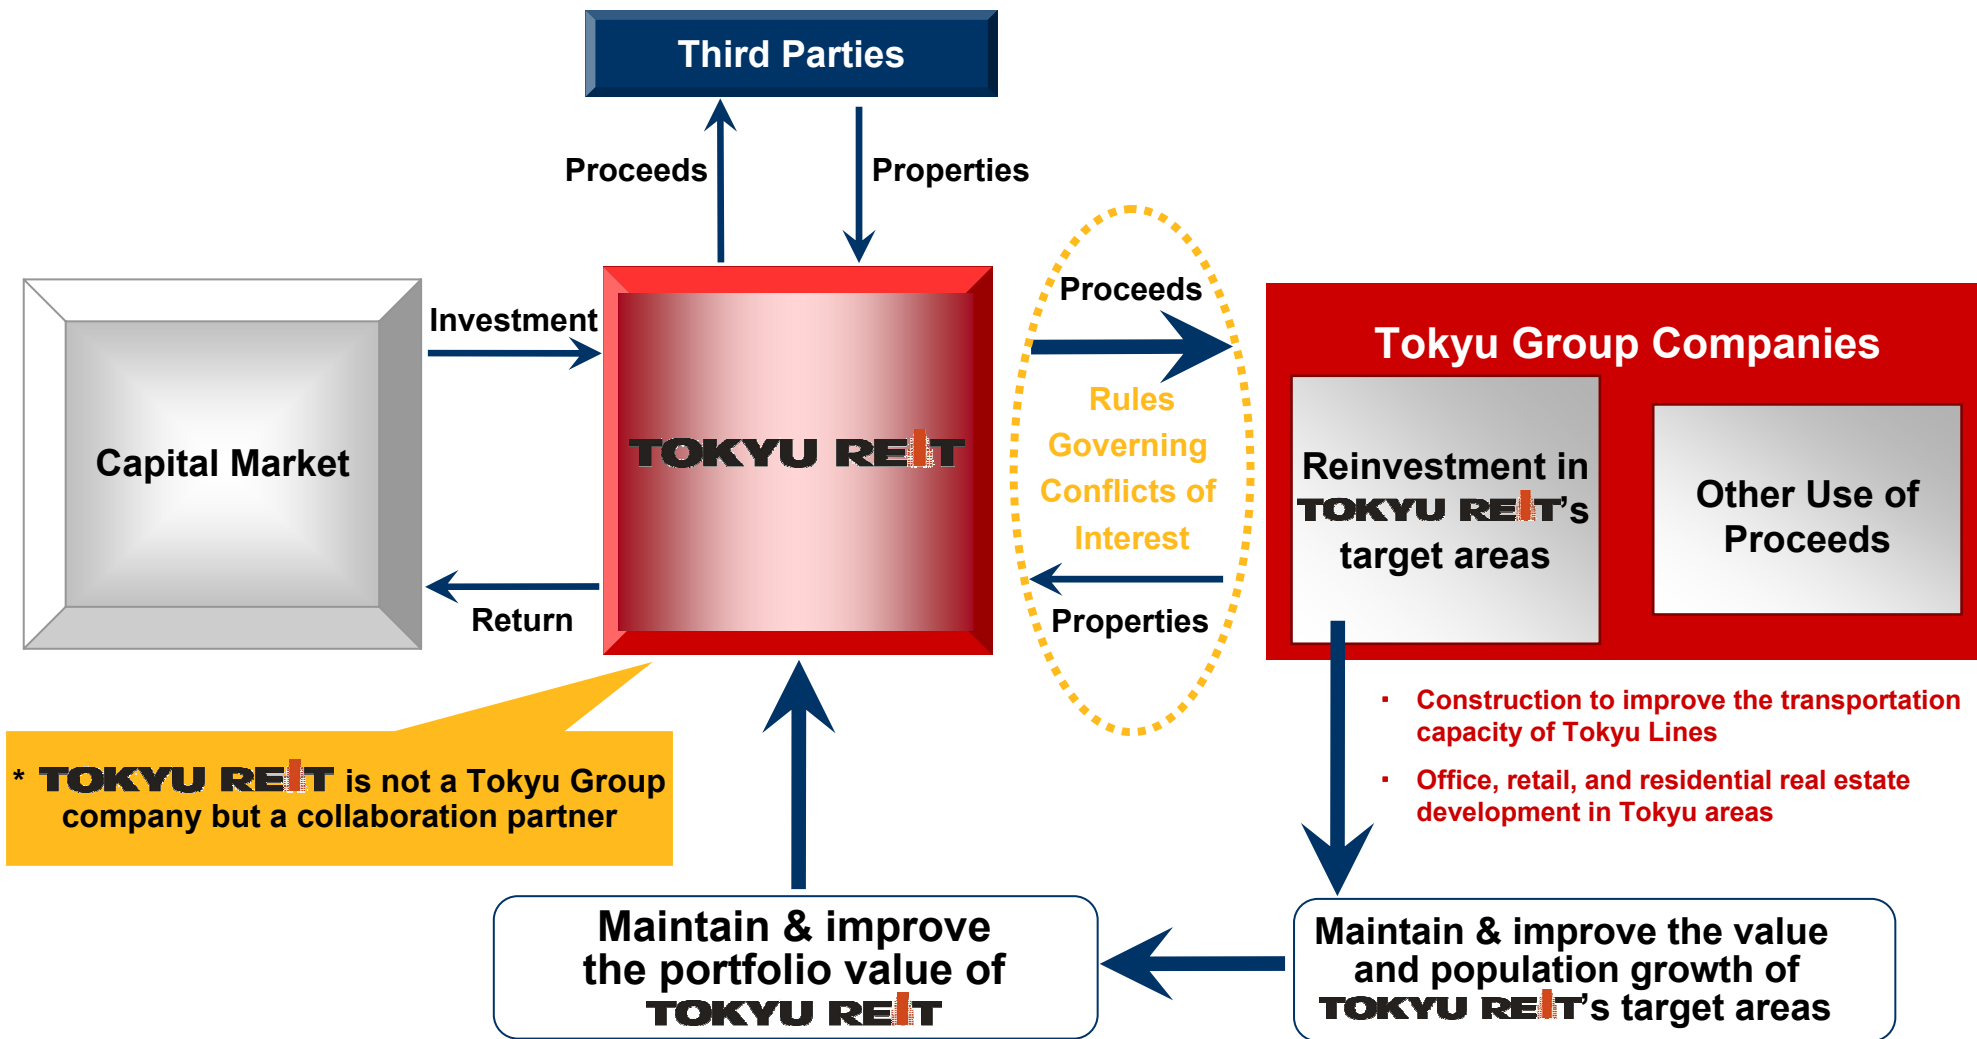 Third Parties
Proceeds
Properties
Capital Market
Investment
Return
TOKYU REIT
Proceeds
Rules
Governing
Conflicts of
Interest
Properties
Tokyu Group Companies
Reinvestment in
TOKYU REIT's
target areas
Other Use of
Proceeds
▪ Construction to improve the transportation
capacity of Tokyu Lines
▪ Office, retail, and residential real estate
development in Tokyu areas
* TOKYU REIT is not a Tokyu Group
company but a collaboration partner
Maintain & improve
the portfolio value of
TOKYU REIT
Maintain & improve the value
and population growth of
TOKYU REIT's target areas